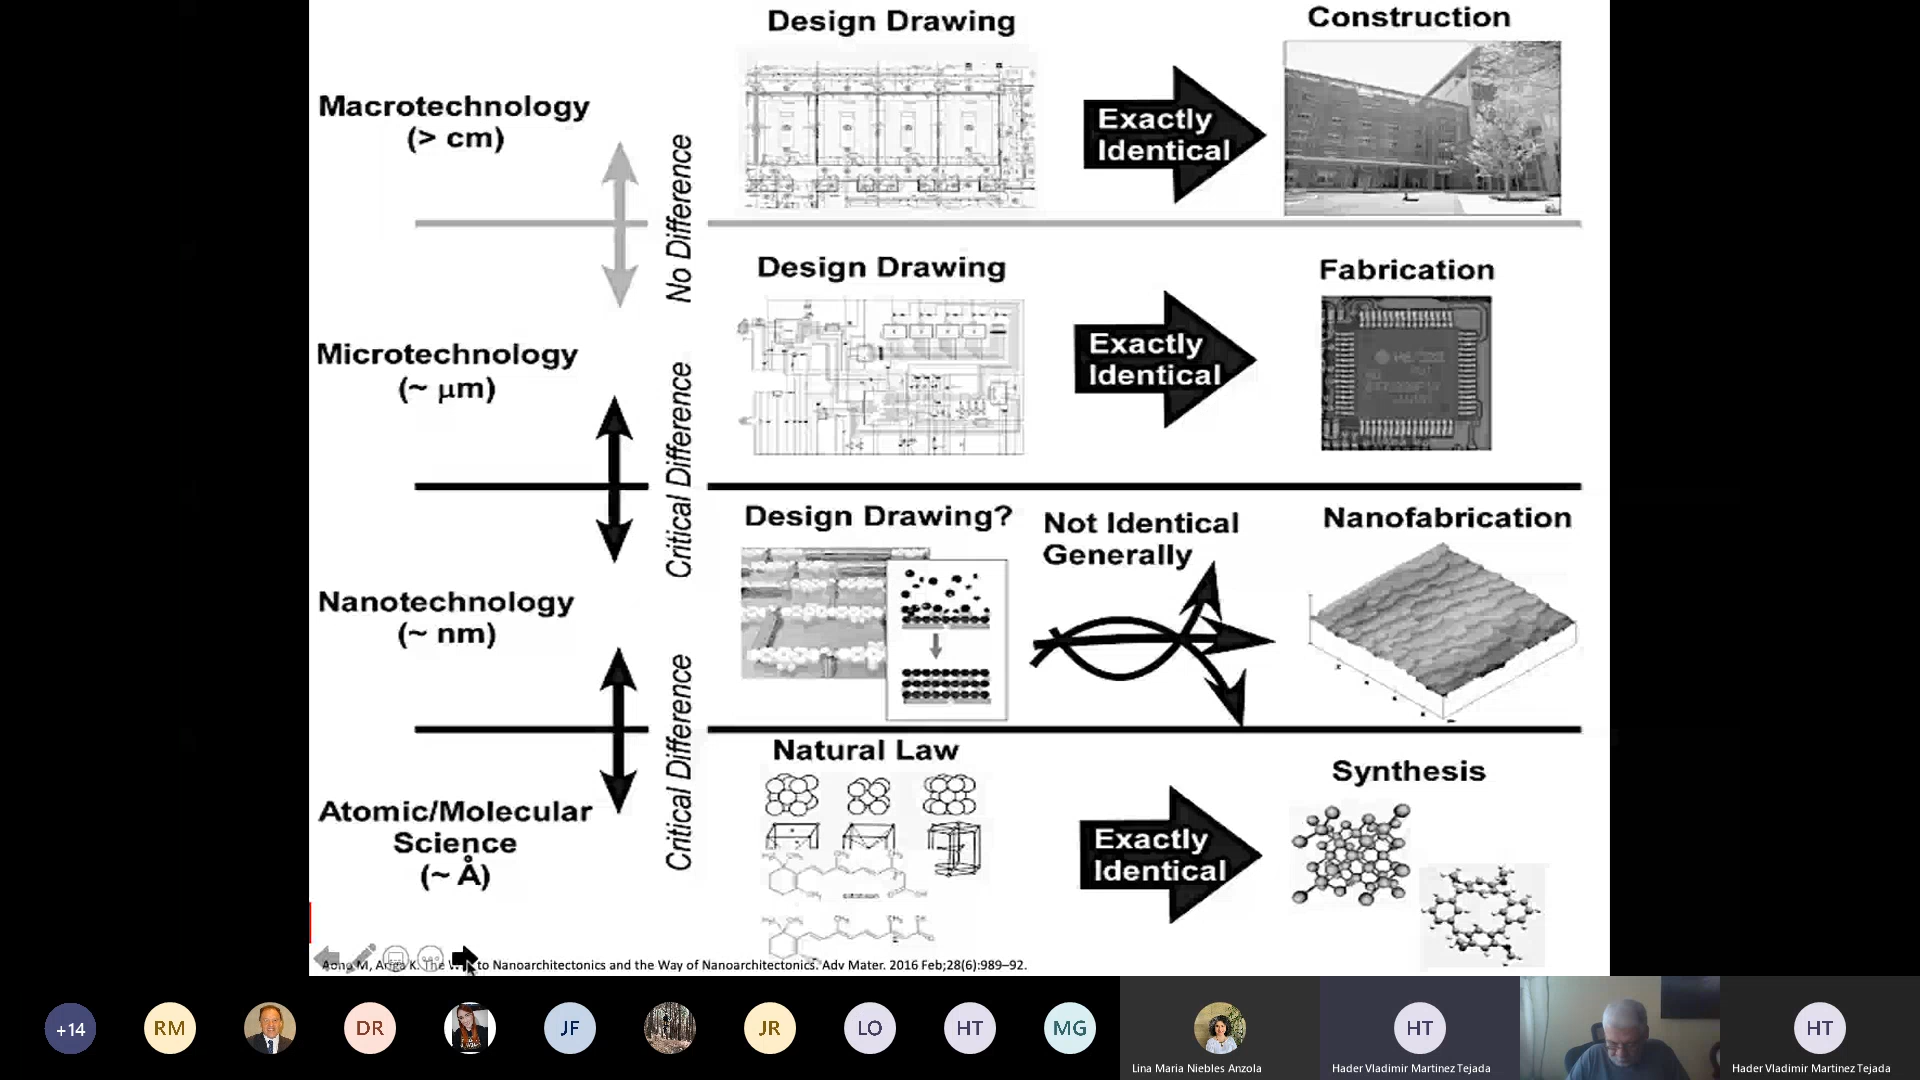 Design Drawing
Construction
Macrotechnology
(> cm)
Exactly
Identical
No Difference
Design Drawing
Fabrication
Microtechnology
(~ μm)
Exactly
Identical
Critical Difference
Design Drawing?
Not Identical
Generally
Nanofabrication
Nanotechnology
(~ nm)
Critical Difference
Natural Law
Synthesis
Atomic/Molecular
Science
(~ Å)
Exactly
Identical
Aono M, Ariga K. The W to Nanoarchitectonics and the Way of Nanoarchitectonics. Adv Mater. 2016 Feb;28(6):989–92.
+14
RM
DR
JF
JR
LO
HT
MG
Lina Maria Niebles Anzola
HT
Hader Vladimir Martinez Tejada
HT
Hader Vladimir Martinez Tejada